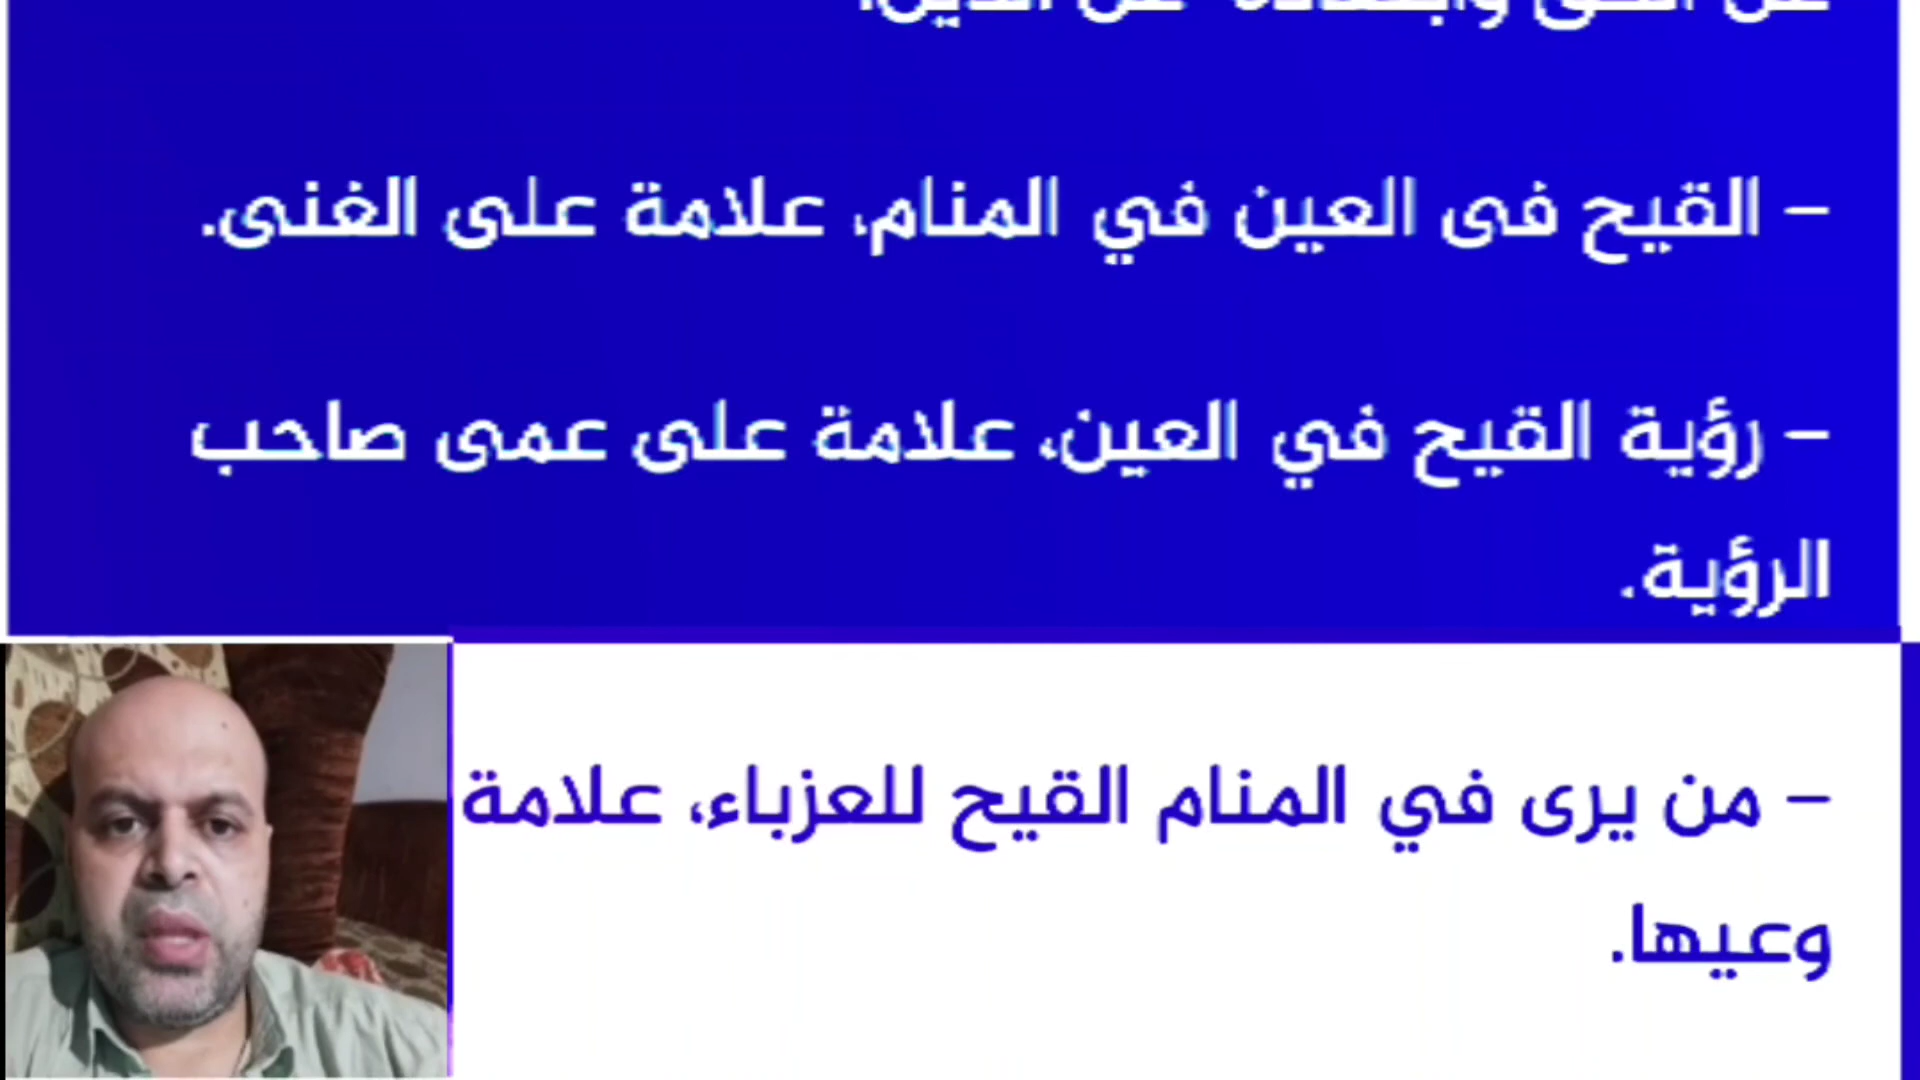 – القيح فى العين في المنام، علامة على الغنى.
– رؤية القيح في العين، علامة على عمى صاحب
الرؤية.
– من يرى في المنام القيح للعزباء، علامة
وعيها.